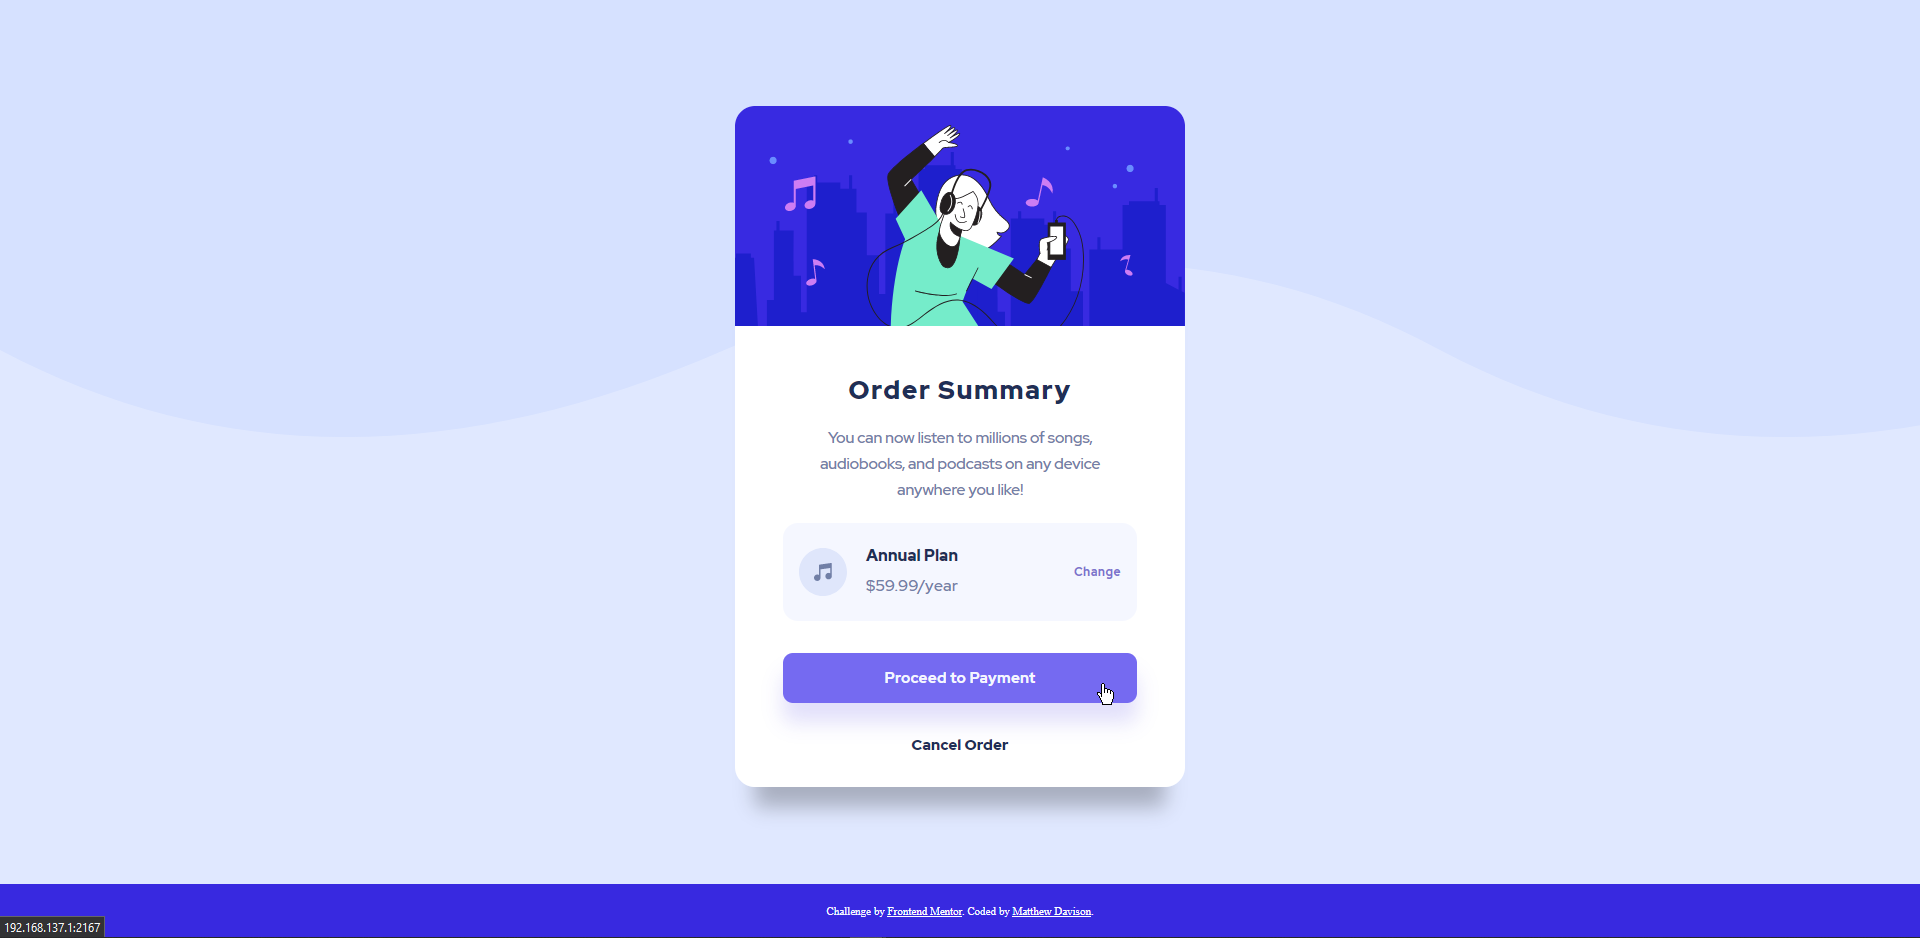 Order Summary
You can now listen to millions of songs,
audiobooks, and podcasts on any device
anywhere you like!
Annual Plan
$59.99/year
Change
Proceed to Payment
Cancel Order
Challenge by Frontend Mentor. Coded by Matthew Davison.
192.168.137.1:2167